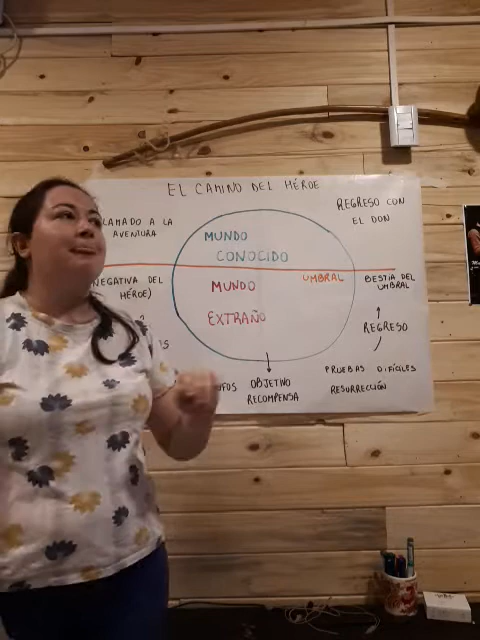 EL CAMINO DEL HÉROE
LAMADO A LA
AVENTURA
REGRESO CON
EL DON
MUNDO
CONOCIDO
(NEGATIVA DEL
HÉROE)
MUNDO
EXTRAÑO
UMBRAL
BESTIA DEL
UMBRAL
REGRESO
OBJETIVO
RECOMPENSA
PRUEBAS DIFÍCILES
RESURRECCIÓN